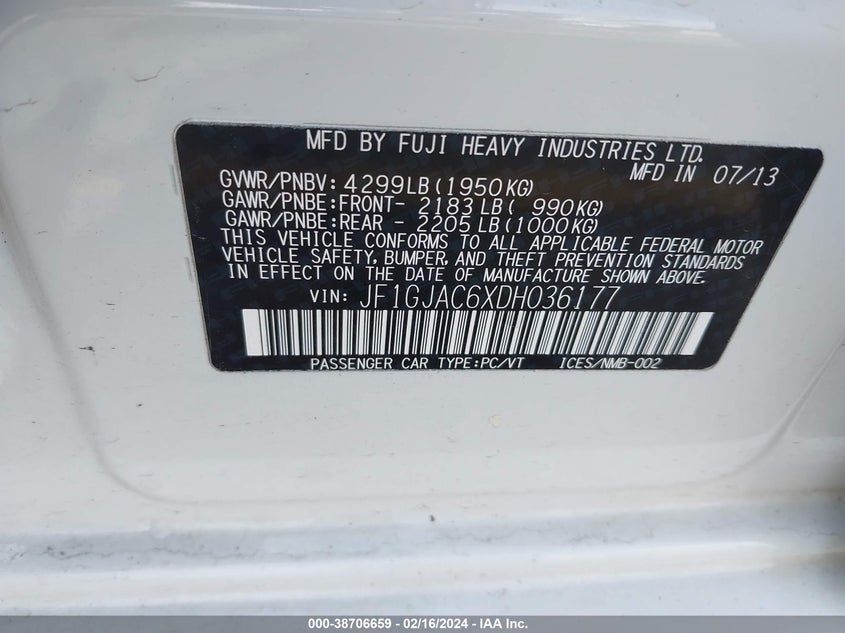 MFD BY FUJI HEAVY INDUSTRIES LTD.
MFD IN 07/13
GVWR/PNBV: 4299LB(1950KG)
GAWR/PNBE:FRONT- 2183LB( 990KG)
GAWR/PNBE:REAR - 2205LB(1000KG)
THIS VEHICLE CONFORMS TO ALL APPLICABLE FEDERAL MOTOR
VEHICLE SAFETY, BUMPER, AND THEFT PREVENTION STANDARDS
IN EFFECT ON THE DATE OF MANUFACTURE SHOWN ABOVE.
VIN: JF1GJAC6XDH036177
PASSENGER CAR TYPE:PC/VT ICES/NMB-002
000-38706659 - 02/16/2024 - IAA Inc.